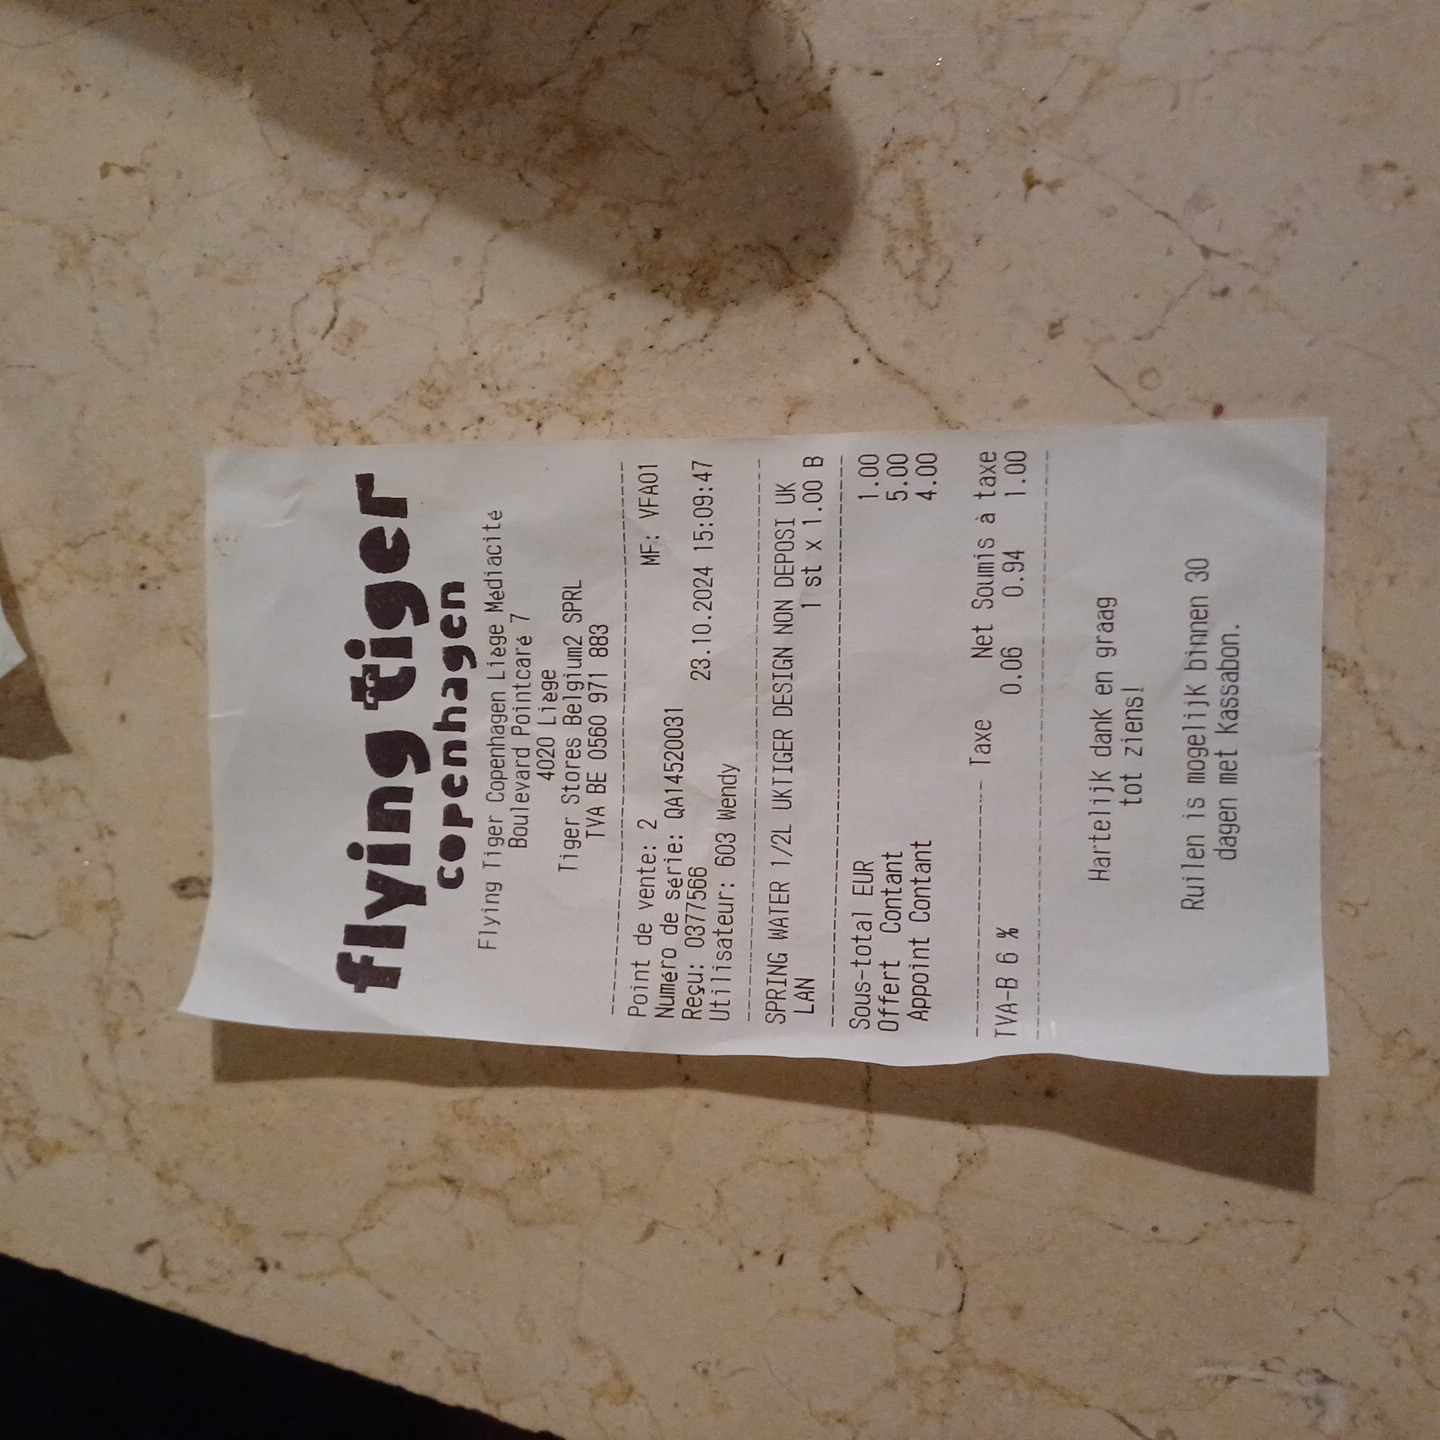 flying tiger
copenhagen
Flying Tiger Copenhagen Liège Médiacité
Boulevard Pointcaré 7
4020 Liège
Tiger Stores Belgium2 SPRL
TVA BE 0560 971 883
Point de vente: 2 MF: VFA01
Numéro de série: QA14520031
Reçu: 0377566 23.10.2024 15:09:47
Utilisateur: 603 Wendy
SPRING WATER 1/2L UKTIGER DESIGN NON DEPOSI UK
LAN 1 st x 1.00 B
Sous-total EUR 1.00
Offert Contant 5.00
Appoint Contant 4.00
Taxe Net Soumis à taxe
TVA-B 6 % 0.06 0.94 1.00
Hartelijk dank en graag
tot ziens!
Ruilen is mogelijk binnen 30
dagen met kassabon.